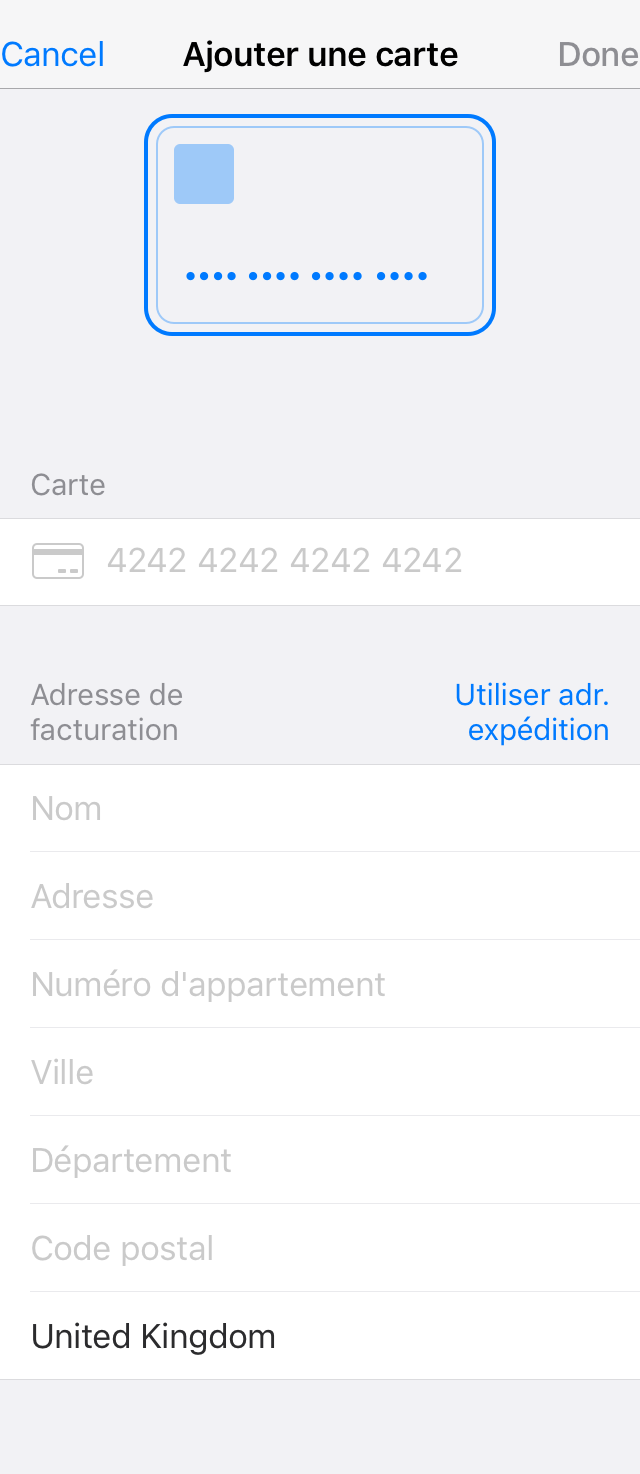 Cancel Ajouter une carte Done
•••• •••• •••• ••••
Carte
4242 4242 4242 4242
Adresse de
facturation
Utiliser adr.
expédition
Nom
Adresse
Numéro d'appartement
Ville
Département
Code postal
United Kingdom